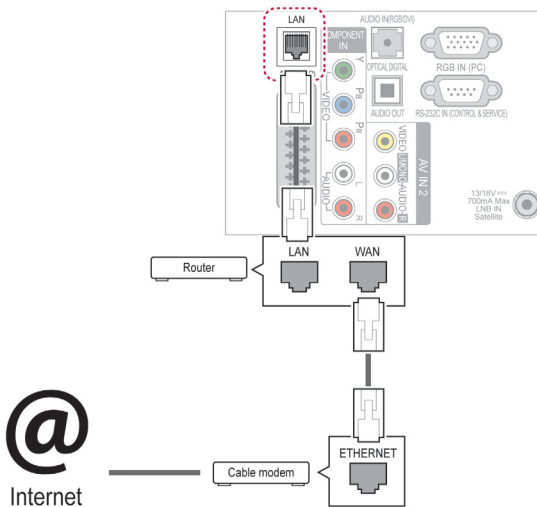 LAN
AUDIO IN(RGB/DVI)
COMPONENT
IN
Y
PB
PR
VIDEO
L
R
AUDIO
OPTICAL DIGITAL
AUDIO OUT
RGB IN (PC)
RS-232C IN (CONTROL & SERVICE)
VIDEO
L/MONO-AUDIO-R
AV IN 2
13/18V
700mA Max
LNB IN
Satellite
Router
LAN
WAN
ETHERNET
Cable modem
@
Internet